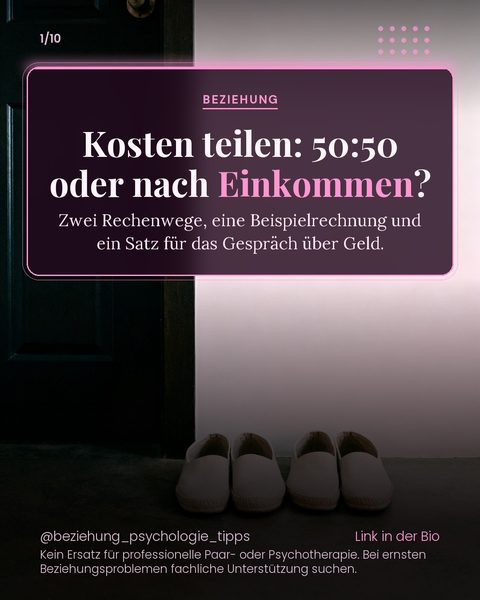 1/10
BEZIEHUNG
Kosten teilen: 50:50
oder nach Einkommen?
Zwei Rechenwege, eine Beispielrechnung und
ein Satz für das Gespräch über Geld.
@beziehung_psychologie_tipps
Link in der Bio
Kein Ersatz für professionelle Paar- oder Psychotherapie. Bei ernsten
Beziehungsproblemen fachliche Unterstützung suchen.